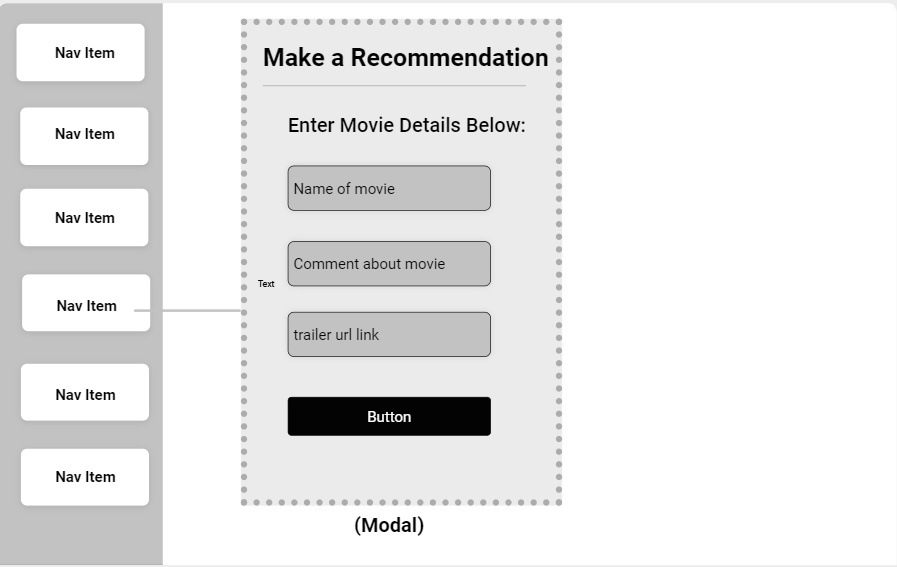 Nav Item
Nav Item
Nav Item
Nav Item
Nav Item
Nav Item
Make a Recommendation
Enter Movie Details Below:
Name of movie
Comment about movie
Text
trailer url link
Button
(Modal)